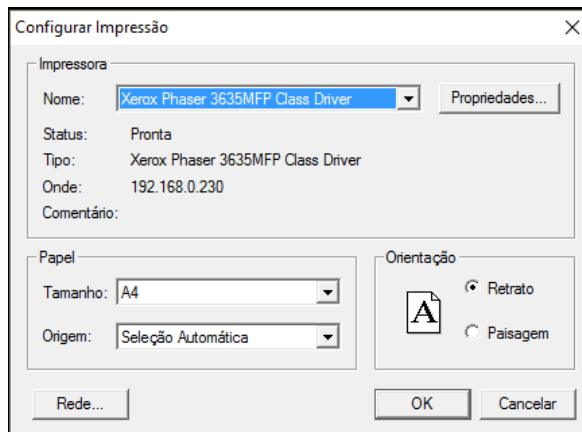 Configurar Impressão
Impressora
Nome: Xerox Phaser 3635MFP Class Driver Propriedades...
Status: Pronta
Tipo: Xerox Phaser 3635MFP Class Driver
Onde: 192.168.0.230
Comentário:
Papel
Tamanho: A4
Origem: Seleção Automática
Orientação
A
Retrato
Paisagem
Rede... OK Cancelar